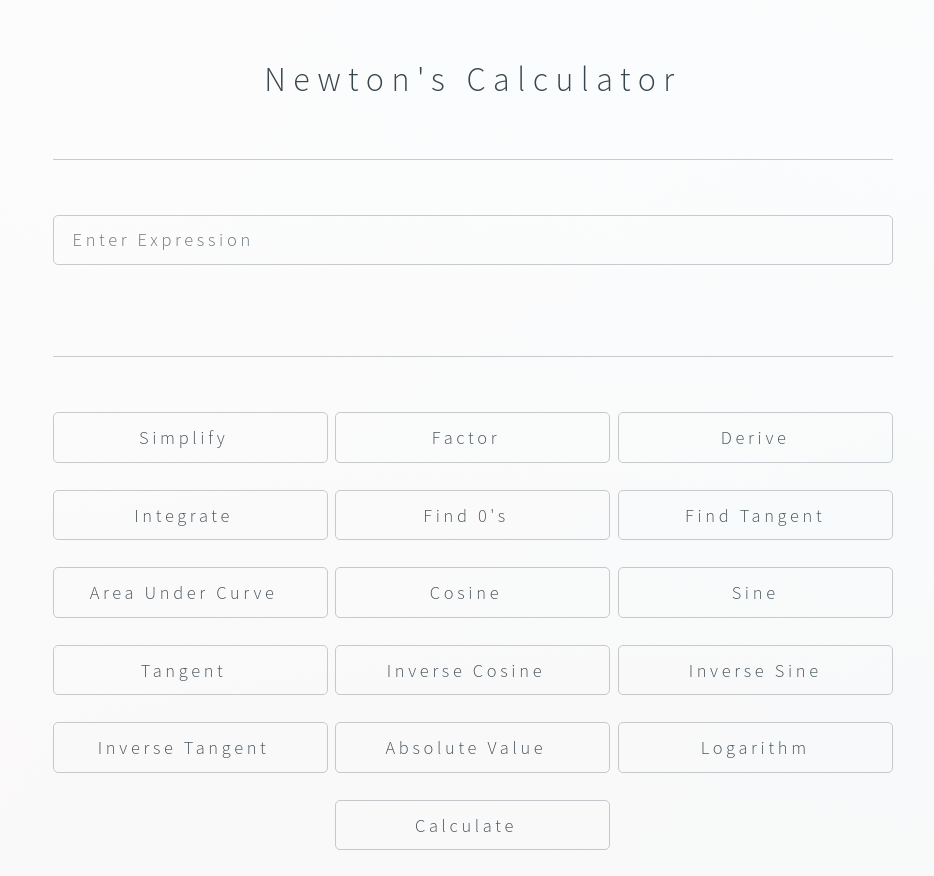 Newton's Calculator
Enter Expression
Simplify
Factor
Derive
Integrate
Find 0's
Find Tangent
Area Under Curve
Cosine
Sine
Tangent
Inverse Cosine
Inverse Sine
Inverse Tangent
Absolute Value
Logarithm
Calculate